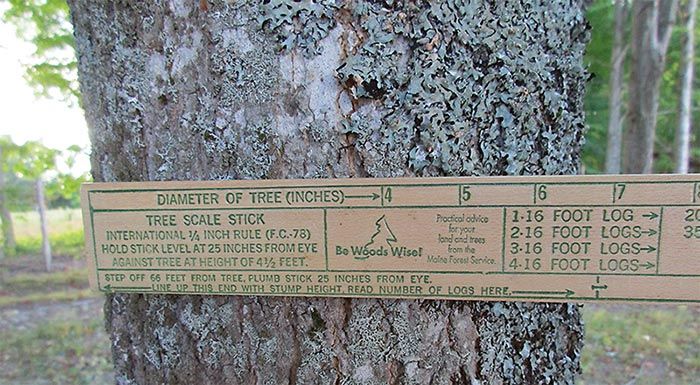 DIAMETER OF TREE (INCHES) 4 5 6 7 8
TREE SCALE STICK
INTERNATIONAL ¼ INCH RULE (F.C.-78)
HOLD STICK LEVEL AT 25 INCHES FROM EYE
AGAINST TREE AT HEIGHT OF 4½ FEET.
Be Woods Wise!
Practical advice
for your
land and trees
from the
Maine Forest Service.
1-16 FOOT LOG
2-16 FOOT LOGS 35
3-16 FOOT LOGS
4-16 FOOT LOGS
STEP OFF 66 FEET FROM TREE, PLUMB STICK 25 INCHES FROM EYE.
LINE UP THIS END WITH STUMP HEIGHT, READ NUMBER OF LOGS HERE.